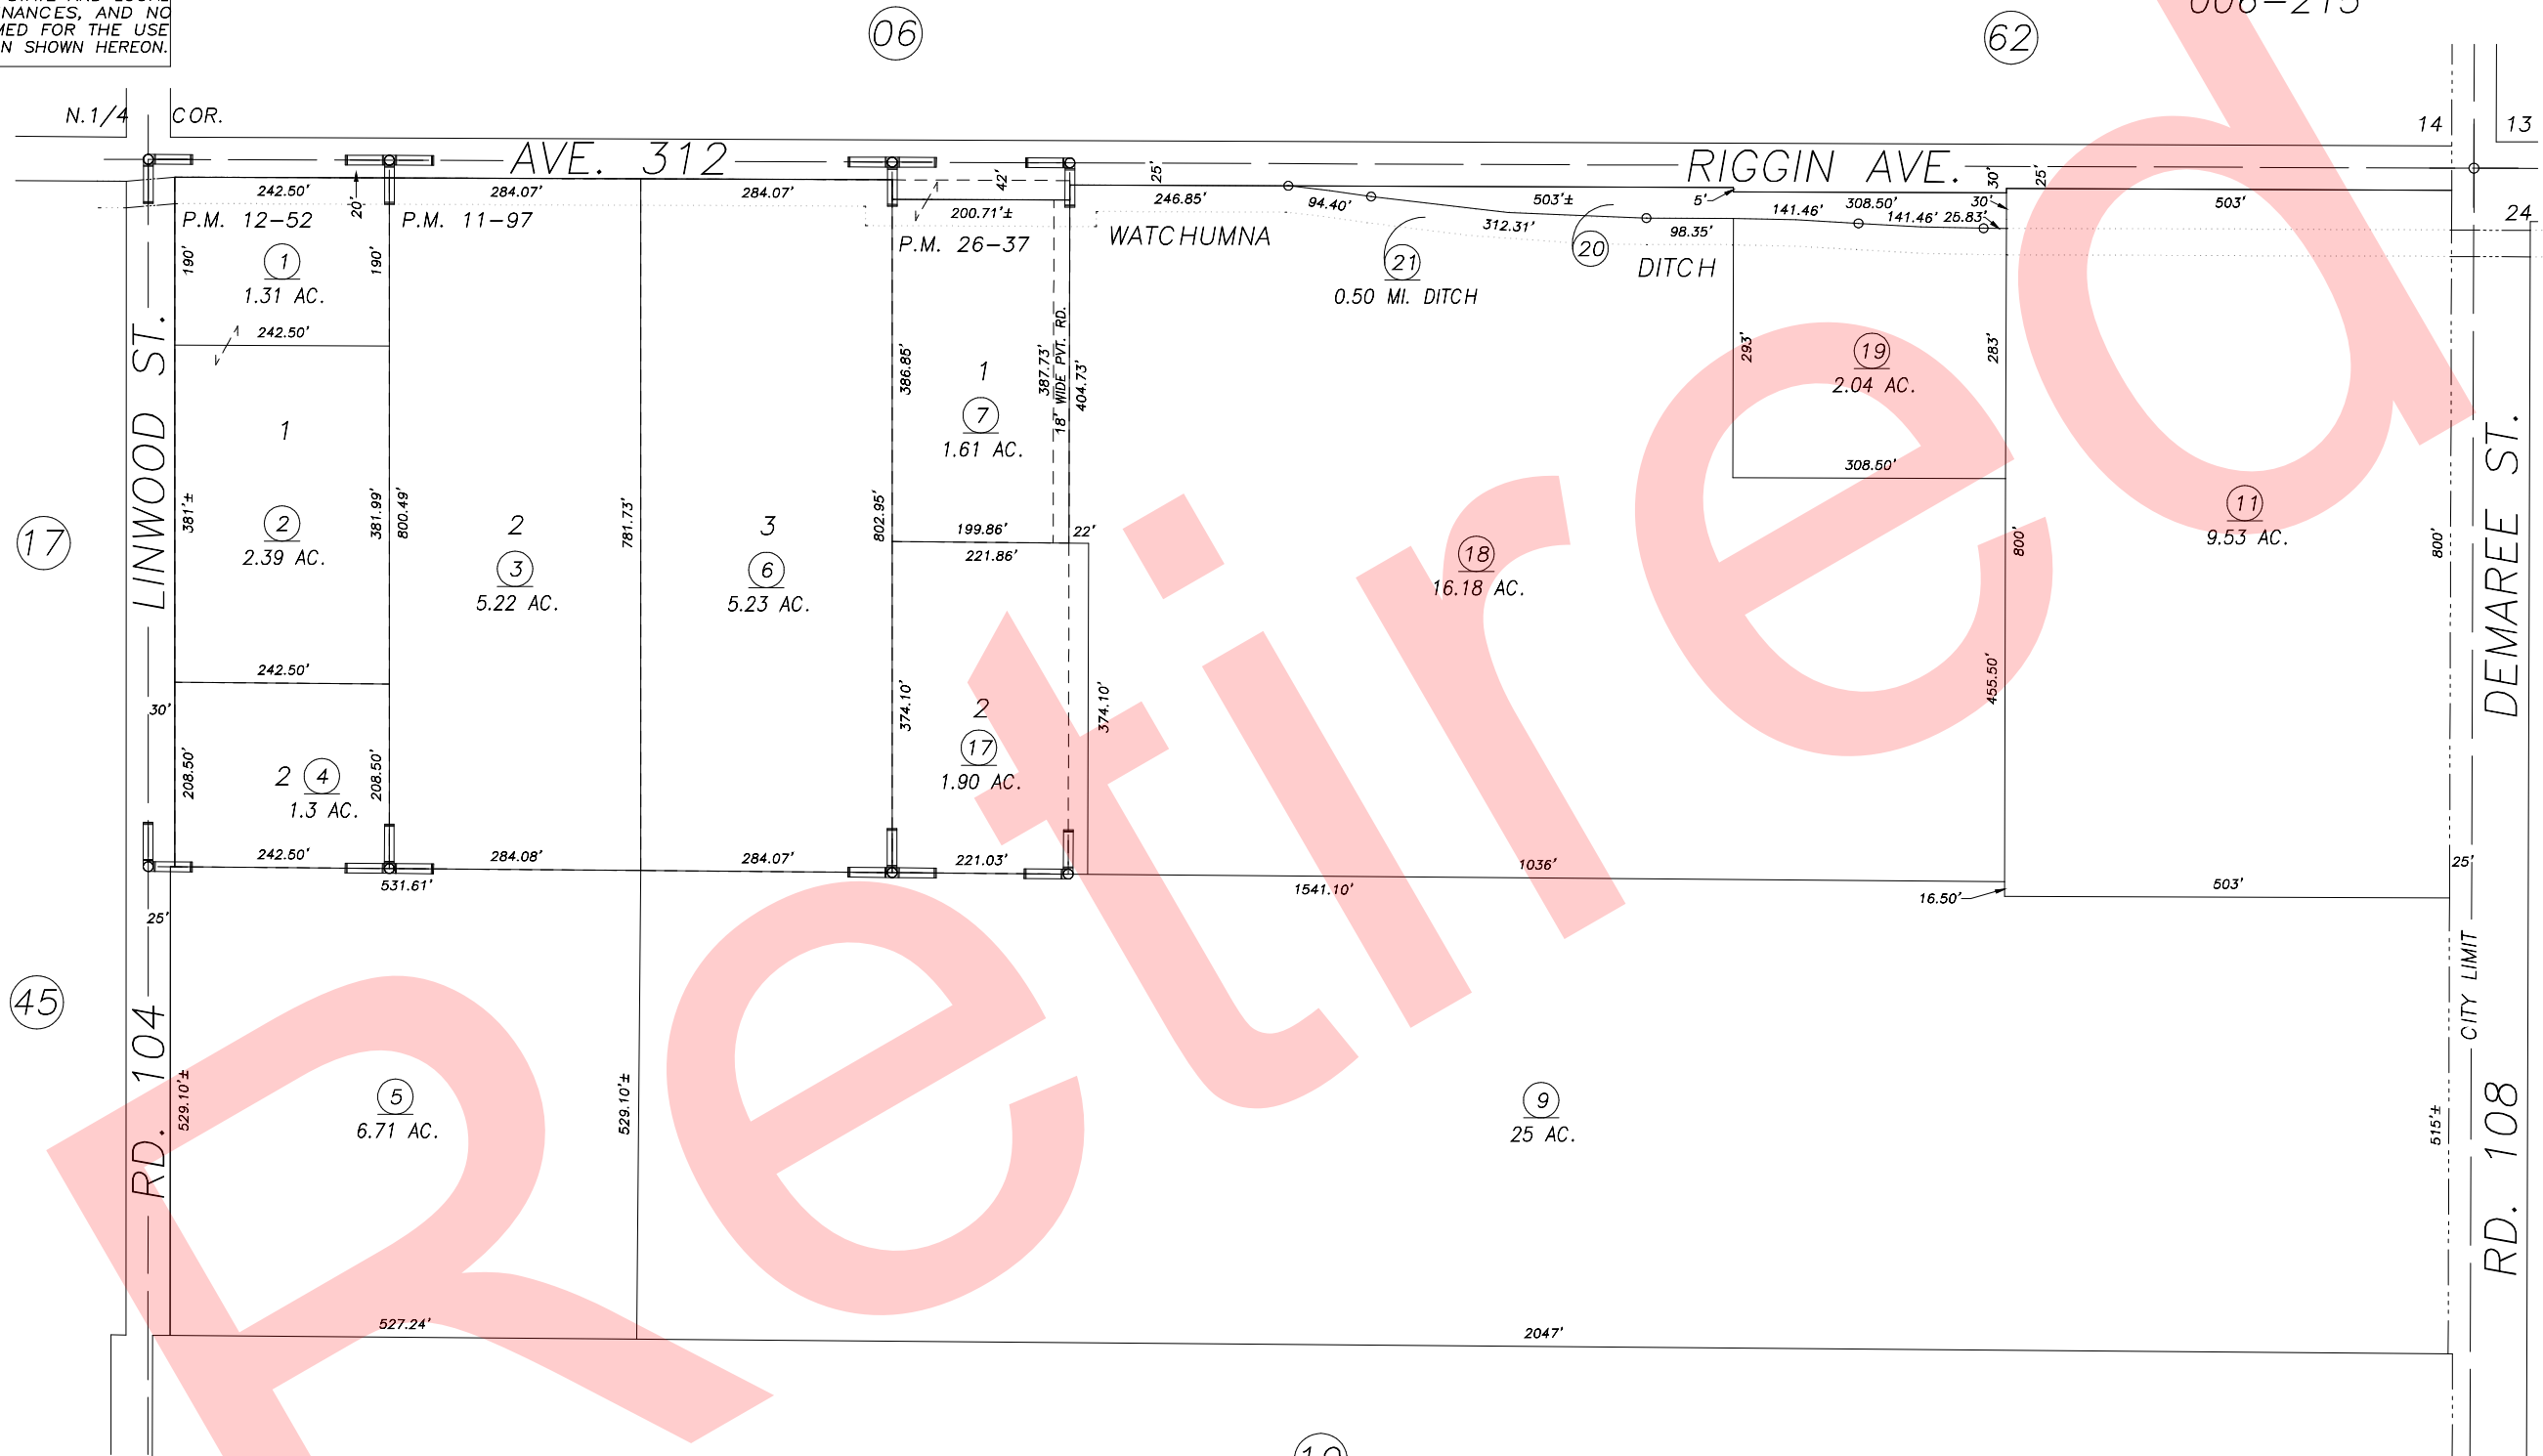 NANCES, AND NO
MED FOR THE USE
N SHOWN HEREON.
06
62
006-215
N.1/4 COR.
14
13
24
AVE. 312
RIGGIN AVE.
LINWOOD ST.
RD. 104
DEMAREE ST.
RD. 108
CITY LIMIT
17
45
242.50'
20'
284.07'
284.07'
42'
25'
200.71'±
246.85'
94.40'
503'±
312.31'
98.35'
5'
141.46'
308.50'
141.46'
25.83'
30'
30'
25'
503'
P.M. 12-52
P.M. 11-97
P.M. 26-37
WATCHUMNA
DITCH
21
0.50 MI. DITCH
20
190'
1
1.31 AC.
190'
242.50'
1
381'±
2
2.39 AC.
381.99'
800.49'
242.50'
30'
208.50'
2 4
1.3 AC.
208.50'
242.50'
531.61'
25'
2
3
5.22 AC.
781.73'
284.08'
3
6
5.23 AC.
802.95'
284.07'
386.85'
1
7
1.61 AC.
387.73'
18' WIDE PVT. RD.
404.73'
199.86'
22'
221.86'
374.10'
2
17
1.90 AC.
374.10'
221.03'
18
16.18 AC.
1036'
1541.10'
293'
19
2.04 AC.
283'
308.50'
455.50'
16.50'
800'
11
9.53 AC.
800'
503'
25'
529.10'±
5
6.71 AC.
529.10'±
527.24'
9
25 AC.
515'±
2047'
Retired